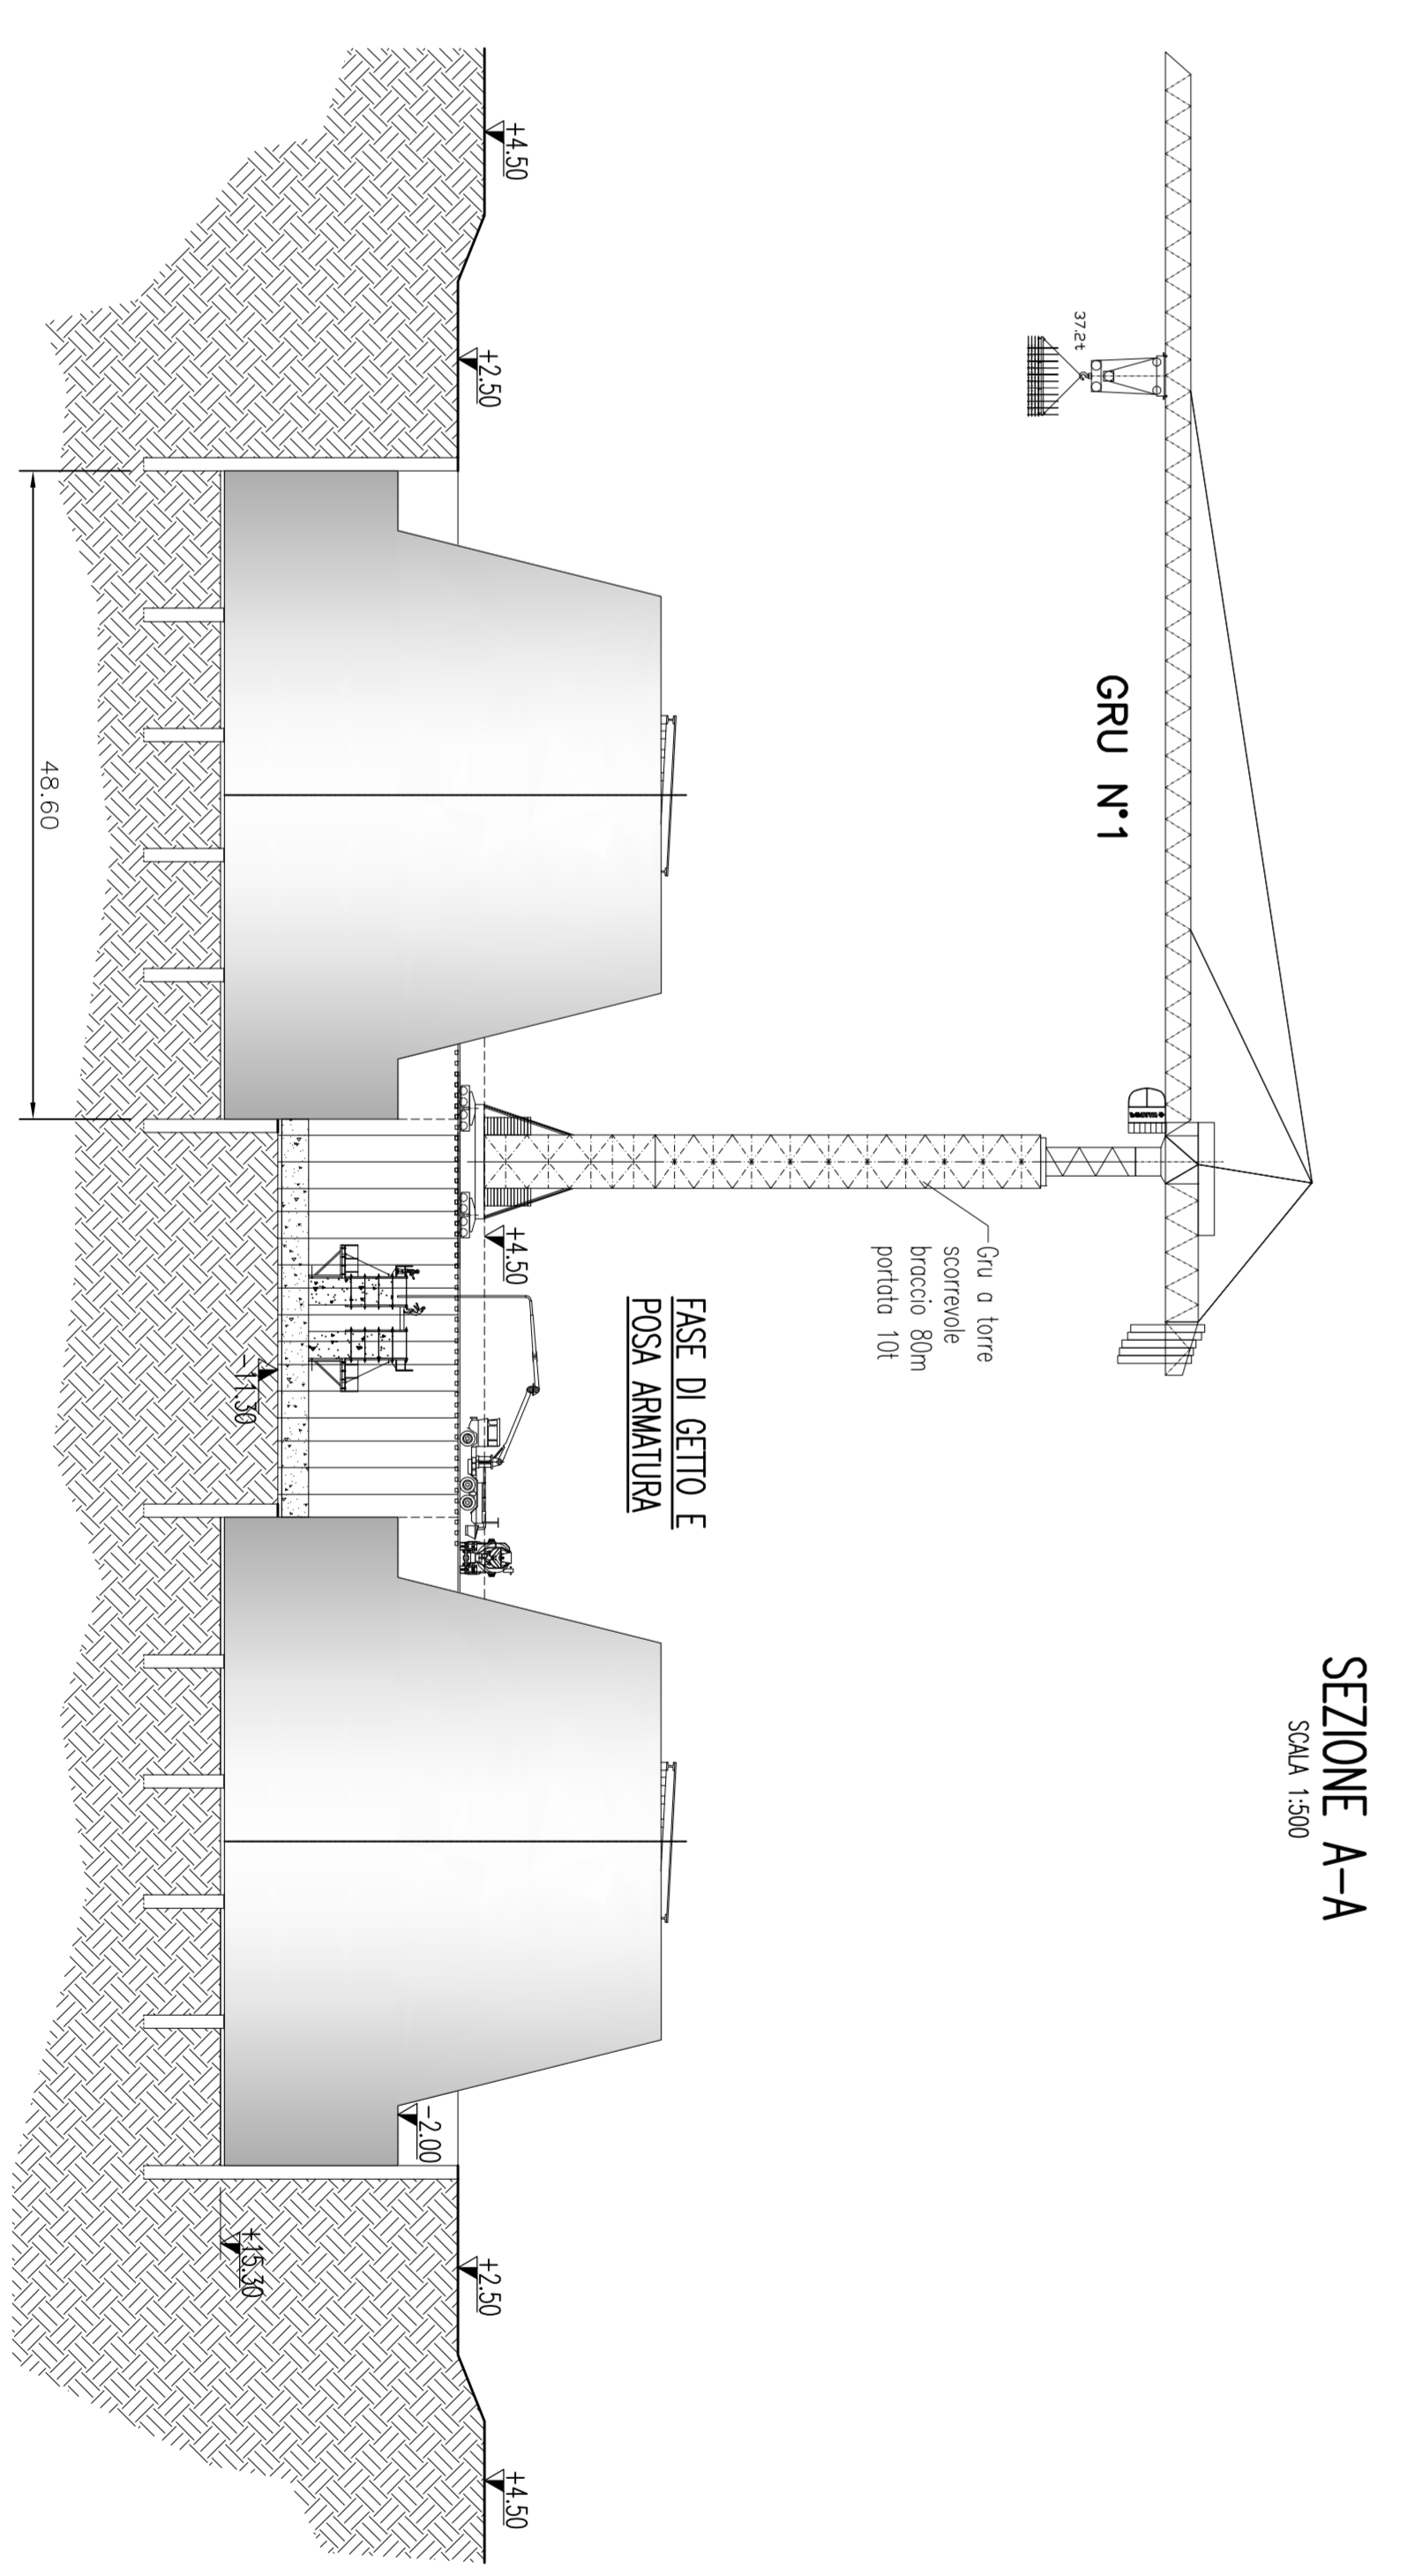 SEZIONE A-A
SCALA 1:500
GRU N°1
37.2t
Gru a torre
scorrevole
braccio 80m
portata 10t
FASE DI GETTO E
POSA ARMATURA
+4.50
+2.50
+4.50
-11.30
-2.00
+15.30
+2.50
+4.50
48.60